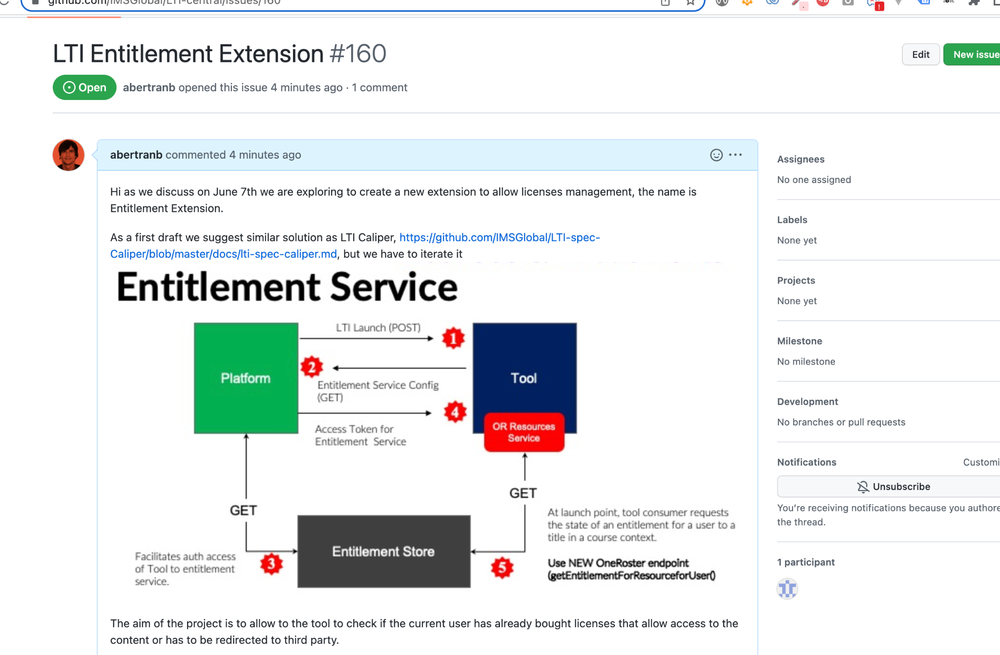 github.com/IMSGlobal/LTI-central/issues/160
LTI Entitlement Extension #160
Edit
New issue
Open
abertranb opened this issue 4 minutes ago · 1 comment
abertranb commented 4 minutes ago
Hi as we discuss on June 7th we are exploring to create a new extension to allow licenses management, the name is
Entitlement Extension.
As a first draft we suggest similar solution as LTI Caliper, https://github.com/IMSGlobal/LTI-spec-
Caliper/blob/master/docs/lti-spec-caliper.md, but we have to iterate it
Entitlement Service
LTI Launch (POST)
1
2
Platform
Tool
Entitlement Service Config
(GET)
4
Access Token for
Entitlement Service
OR Resources
Service
GET
GET
At launch point, tool consumer requests
the state of an entitlement for a user to a
title in a course context.
Entitlement Store
Facilitates auth access
of Tool to entitlement
service.
3
5
Use NEW OneRoster endpoint
(getEntitlementForResourceforUser()
The aim of the project is to allow to the tool to check if the current user has already bought licenses that allow access to the
content or has to be redirected to third party.
Assignees
No one assigned
Labels
None yet
Projects
None yet
Milestone
No milestone
Development
No branches or pull requests
Notifications
Customi
Unsubscribe
You're receiving notifications because you authore
the thread.
1 participant